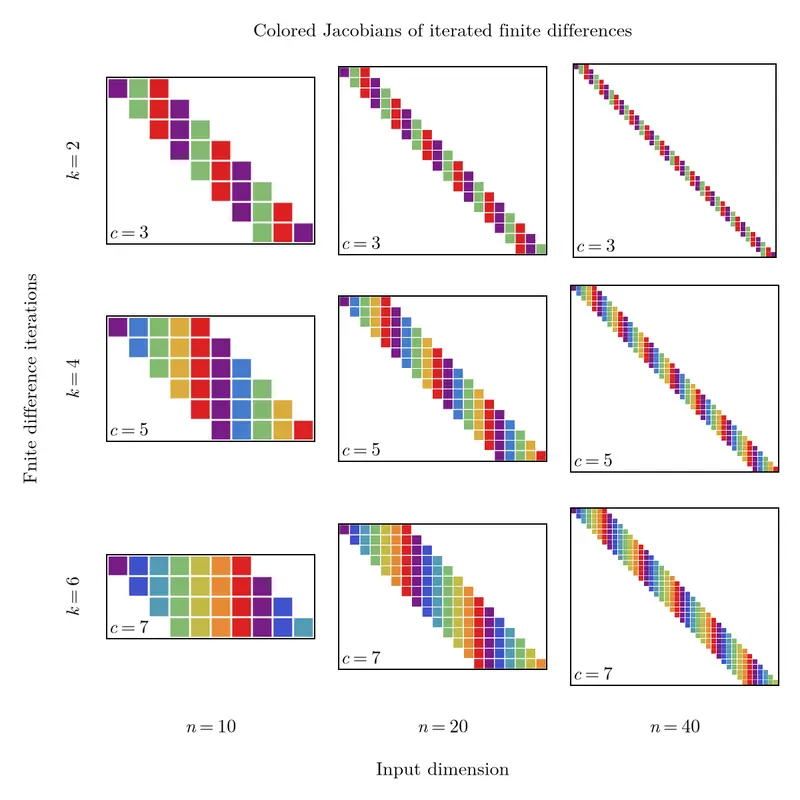 Colored Jacobians of iterated finite differences
k = 2
c = 3
c = 3
c = 3
Fnite difference iterations
k = 4
c = 5
c = 5
c = 5
k = 6
c = 7
c = 7
c = 7
n = 10
n = 20
n = 40
Input dimension